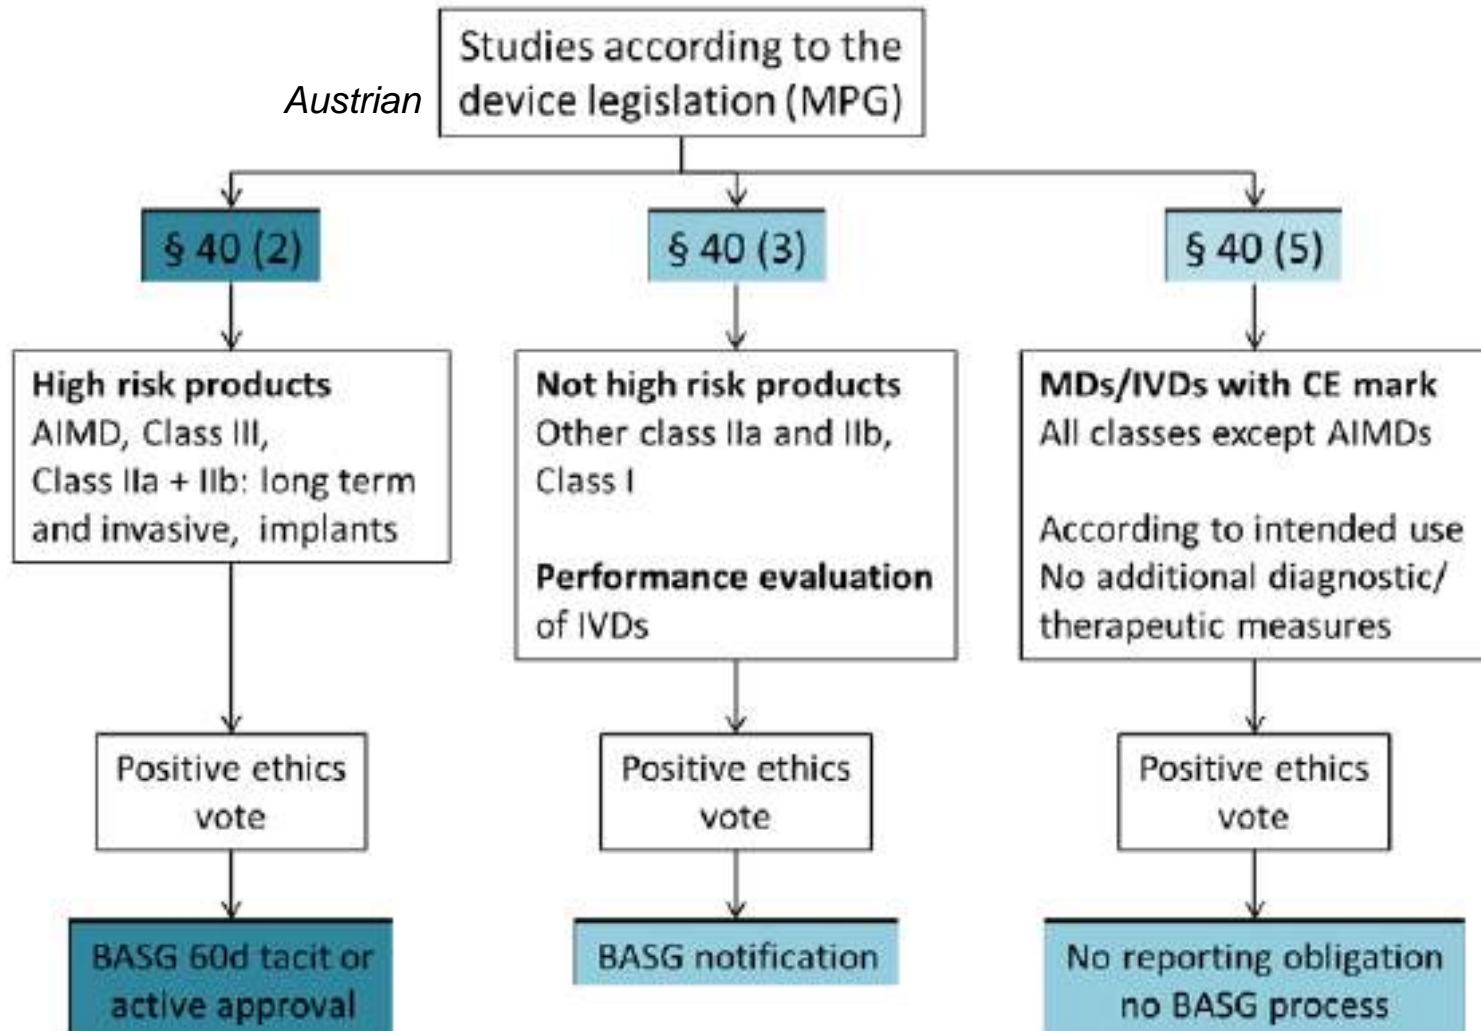 Studies according to the
Austrian device legislation (MPG)
§ 40 (2)
§ 40 (3)
§ 40 (5)
High risk products
AIMD, Class III,
Class IIa + IIb: long term
and invasive, implants
Not high risk products
Other class IIa and IIb,
Class I
Performance evaluation
of IVDs
MDs/IVDs with CE mark
All classes except AIMDs
According to intended use
No additional diagnostic/
therapeutic measures
Positive ethics
vote
Positive ethics
vote
Positive ethics
vote
BASG 60d tacit or
active approval
BASG notification
No reporting obligation
no BASG process